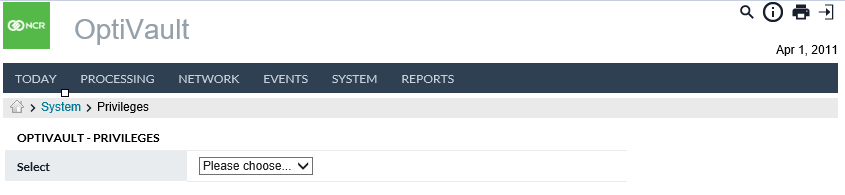 NCR
OptiVault
Apr 1, 2011
TODAY PROCESSING NETWORK EVENTS SYSTEM REPORTS
System Privileges
OPTIVAULT - PRIVILEGES
Select Please choose...